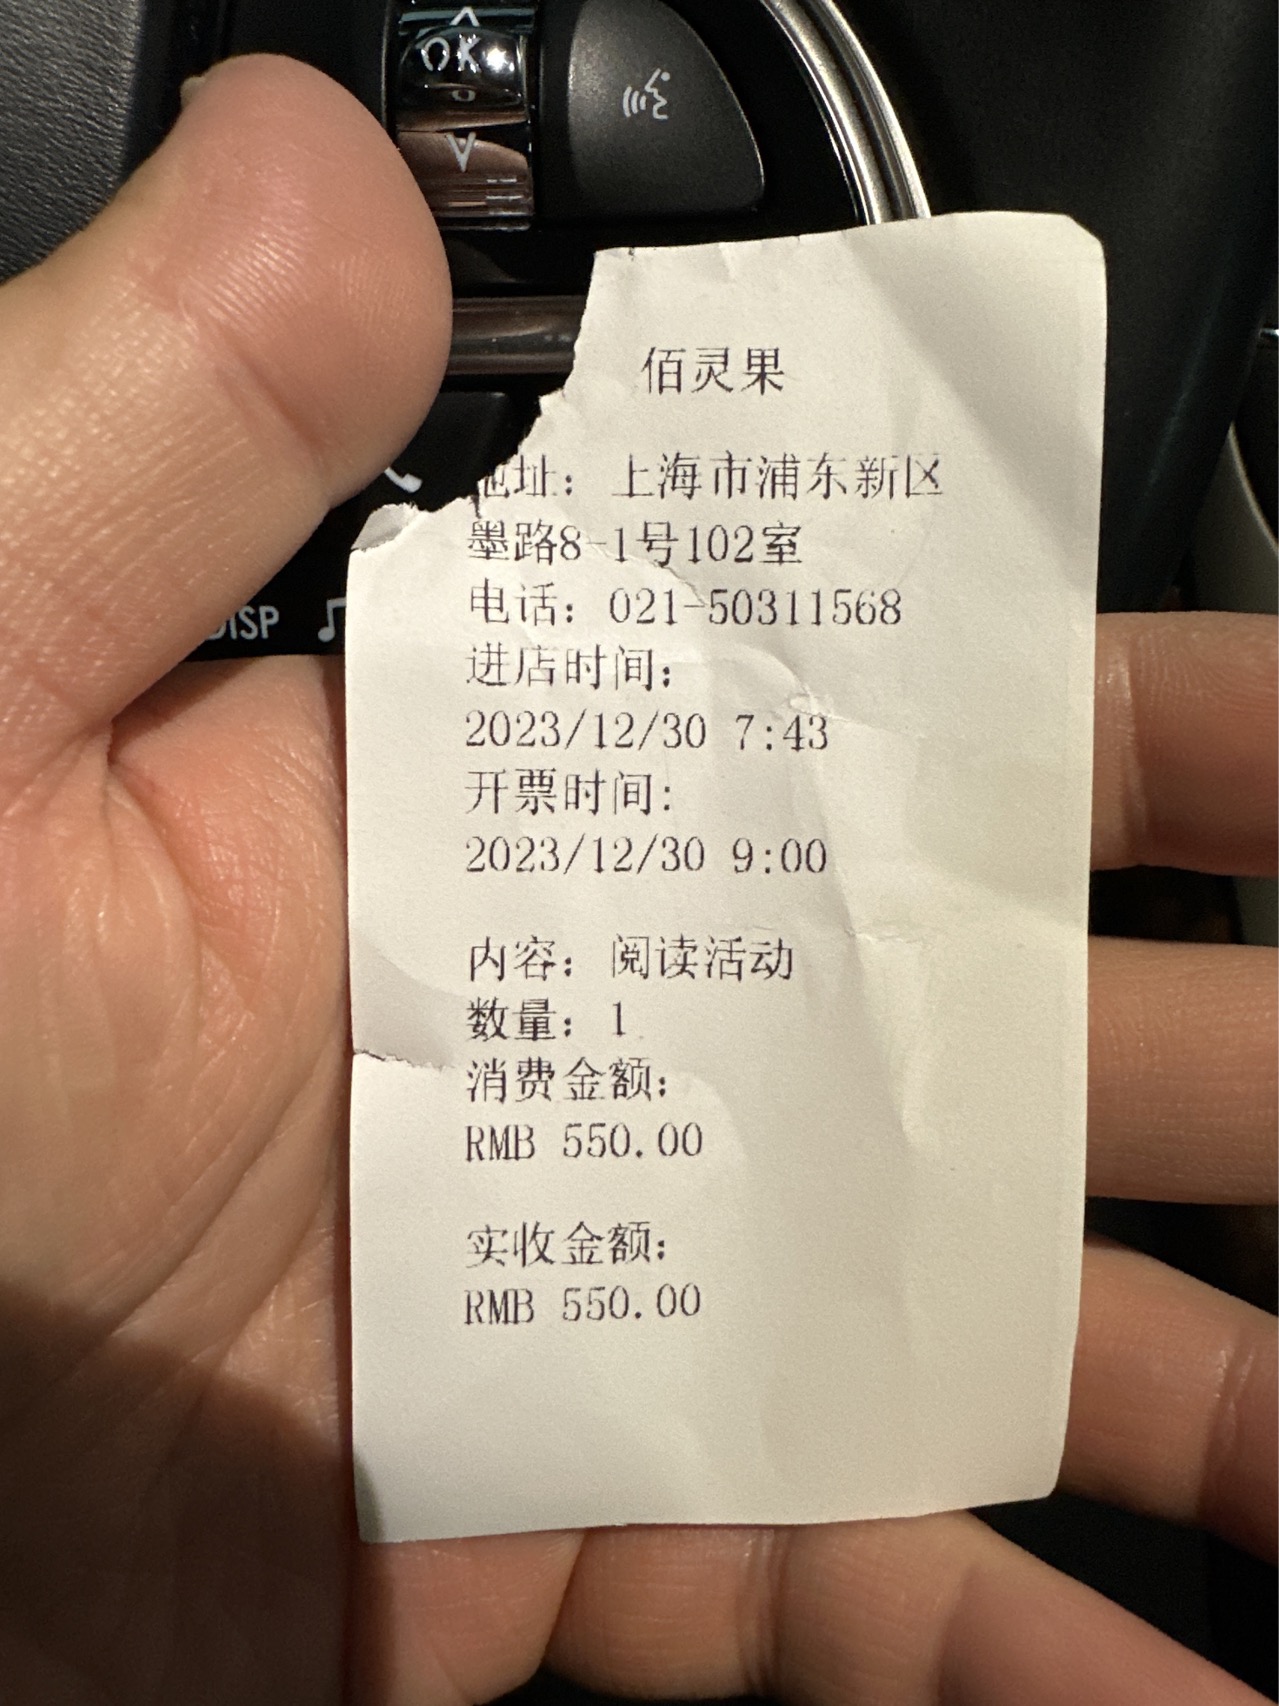 OK
佰灵果
地址：上海市浦东新区
墨路8-1号102室
电话：021-50311568
进店时间：
2023/12/30 7:43
开票时间：
2023/12/30 9:00
内容：阅读活动
数量：1
消费金额：
RMB 550.00
实收金额：
RMB 550.00
DISP